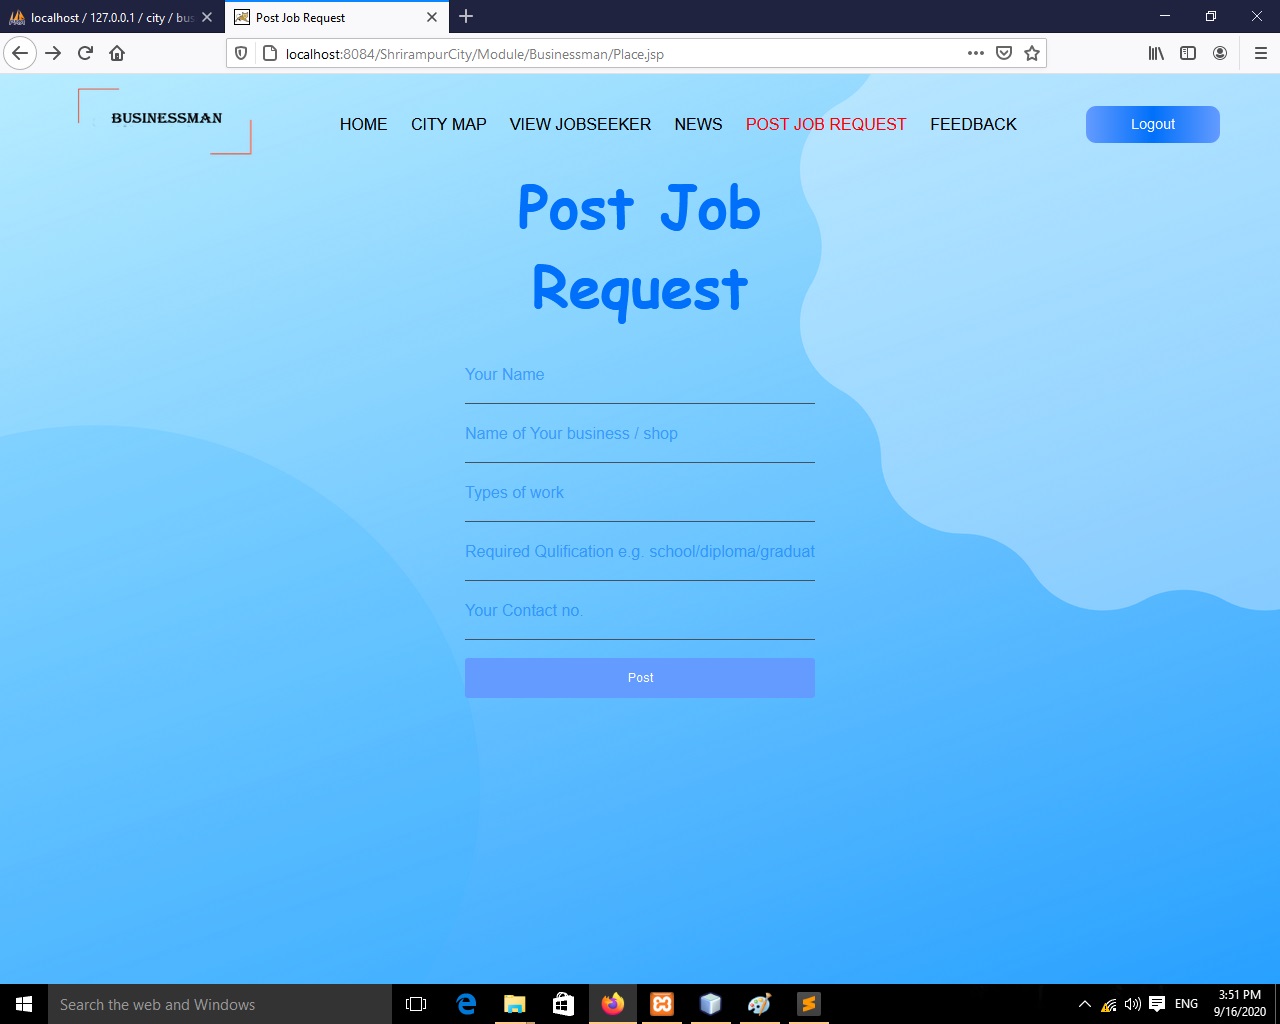 localhost / 127.0.0.1 / city / bus
Post Job Request
localhost:8084/ShrirampurCity/Module/Businessman/Place.jsp
BUSINESSMAN
HOME
CITY MAP
VIEW JOBSEEKER
NEWS
POST JOB REQUEST
FEEDBACK
Logout
Post Job
Request
Your Name
Name of Your business / shop
Types of work
Required Qulification e.g. school/diploma/graduat
Your Contact no.
Post
Search the web and Windows
ENG
3:51 PM
9/16/2020